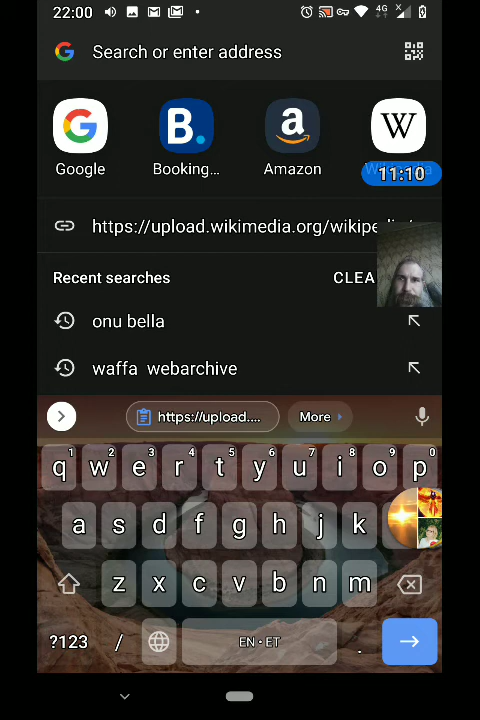 22:00
4G
Search or enter address
B.
a
W
Google
Booking...
Amazon
11:10
https://upload.wikimedia.org/wikipedia/
Recent searches
CLEA
onu bella
waffa webarchive
https://upload....
More
1 2 3 4 5 6 7 8 9 0
q w e r t y u i o p
a s d f g h j k
z x c v b n m
?123 / EN • ET .